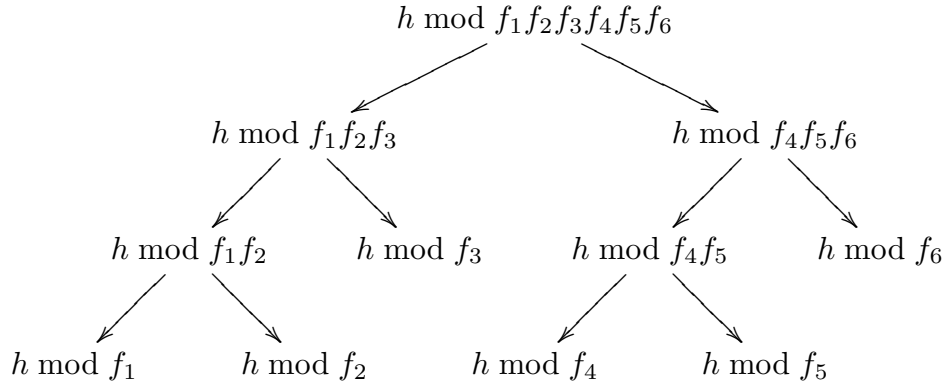 h mod f₁f₂f₃f₄f₅f₆
h mod f₁f₂f₃ h mod f₄f₅f₆
h mod f₁f₂ h mod f₃ h mod f₄f₅ h mod f₆
h mod f₁ h mod f₂ h mod f₄ h mod f₅